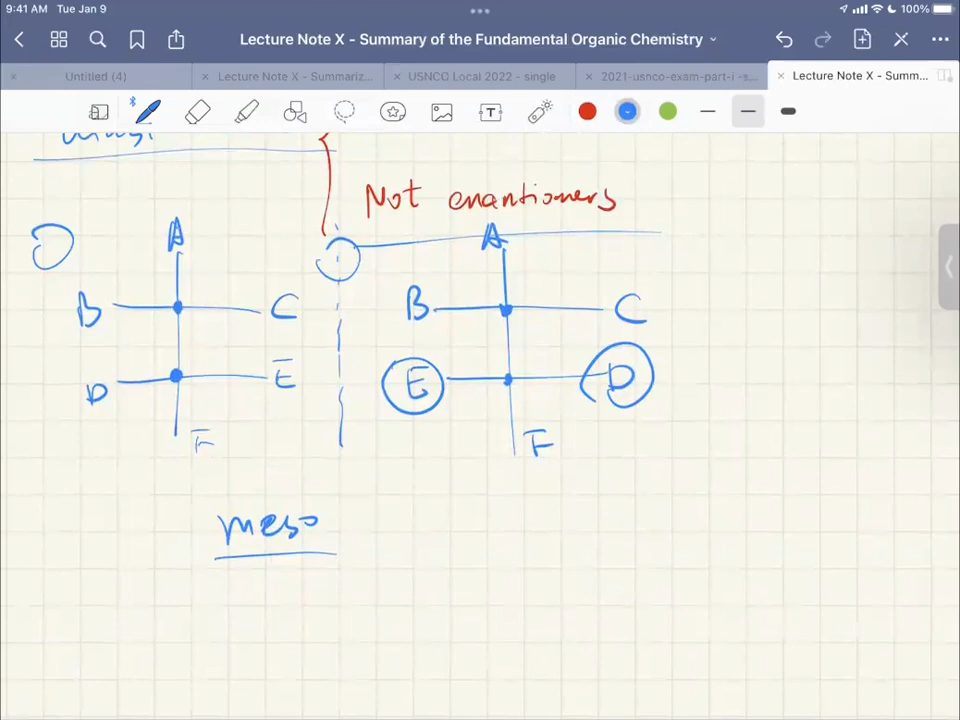 9:41 AM Tue Jan 9
100%
Lecture Note X - Summary of the Fundamental Organic Chemistry
Untitled (4)
Lecture Note X - Summariz...
USNCO Local 2022 - single
2021-usnco-exam-part-i -s...
Lecture Note X - Summ...
T
Not enantiomers
A A
B C B C
D E E D
F F
meso